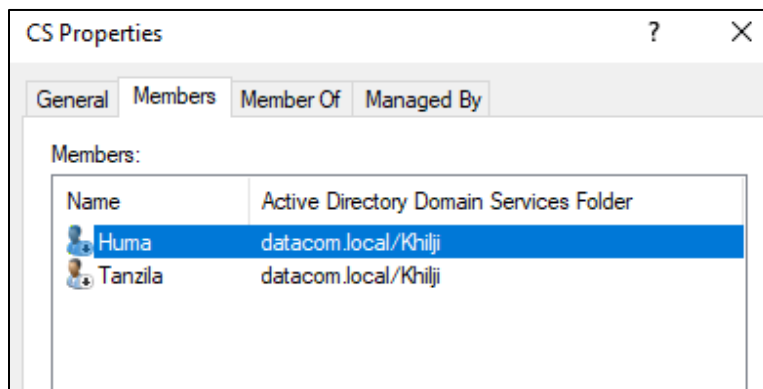 CS Properties ? X
General Members Member Of Managed By
Members:
Name Active Directory Domain Services Folder
Huma datacom.local/Khilji
Tanzila datacom.local/Khilji